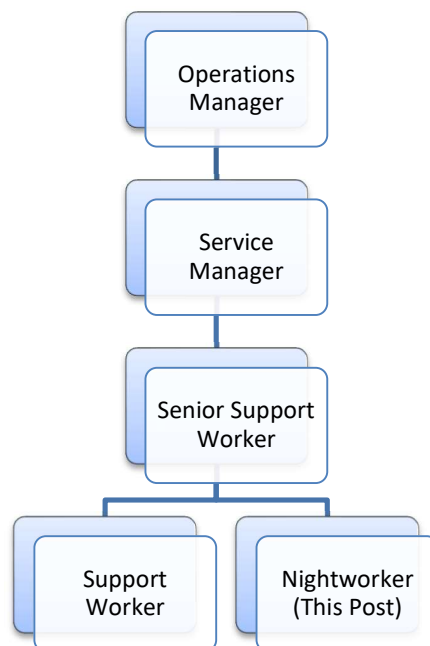 Operations
Manager
Service
Manager
Senior Support
Worker
Support
Worker
Nightworker
(This Post)